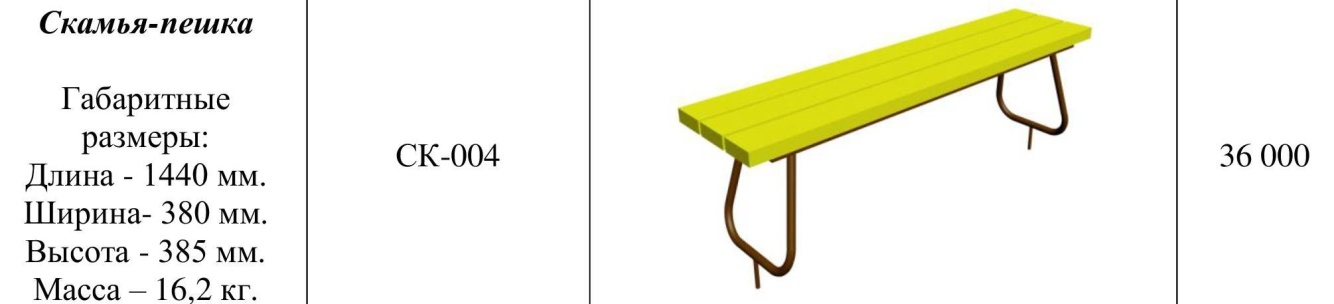 Скамья-пешка
Габаритные
размеры:
Длина - 1440 мм.
Ширина- 380 мм.
Высота - 385 мм.
Масса – 16,2 кг.
СК-004
36 000